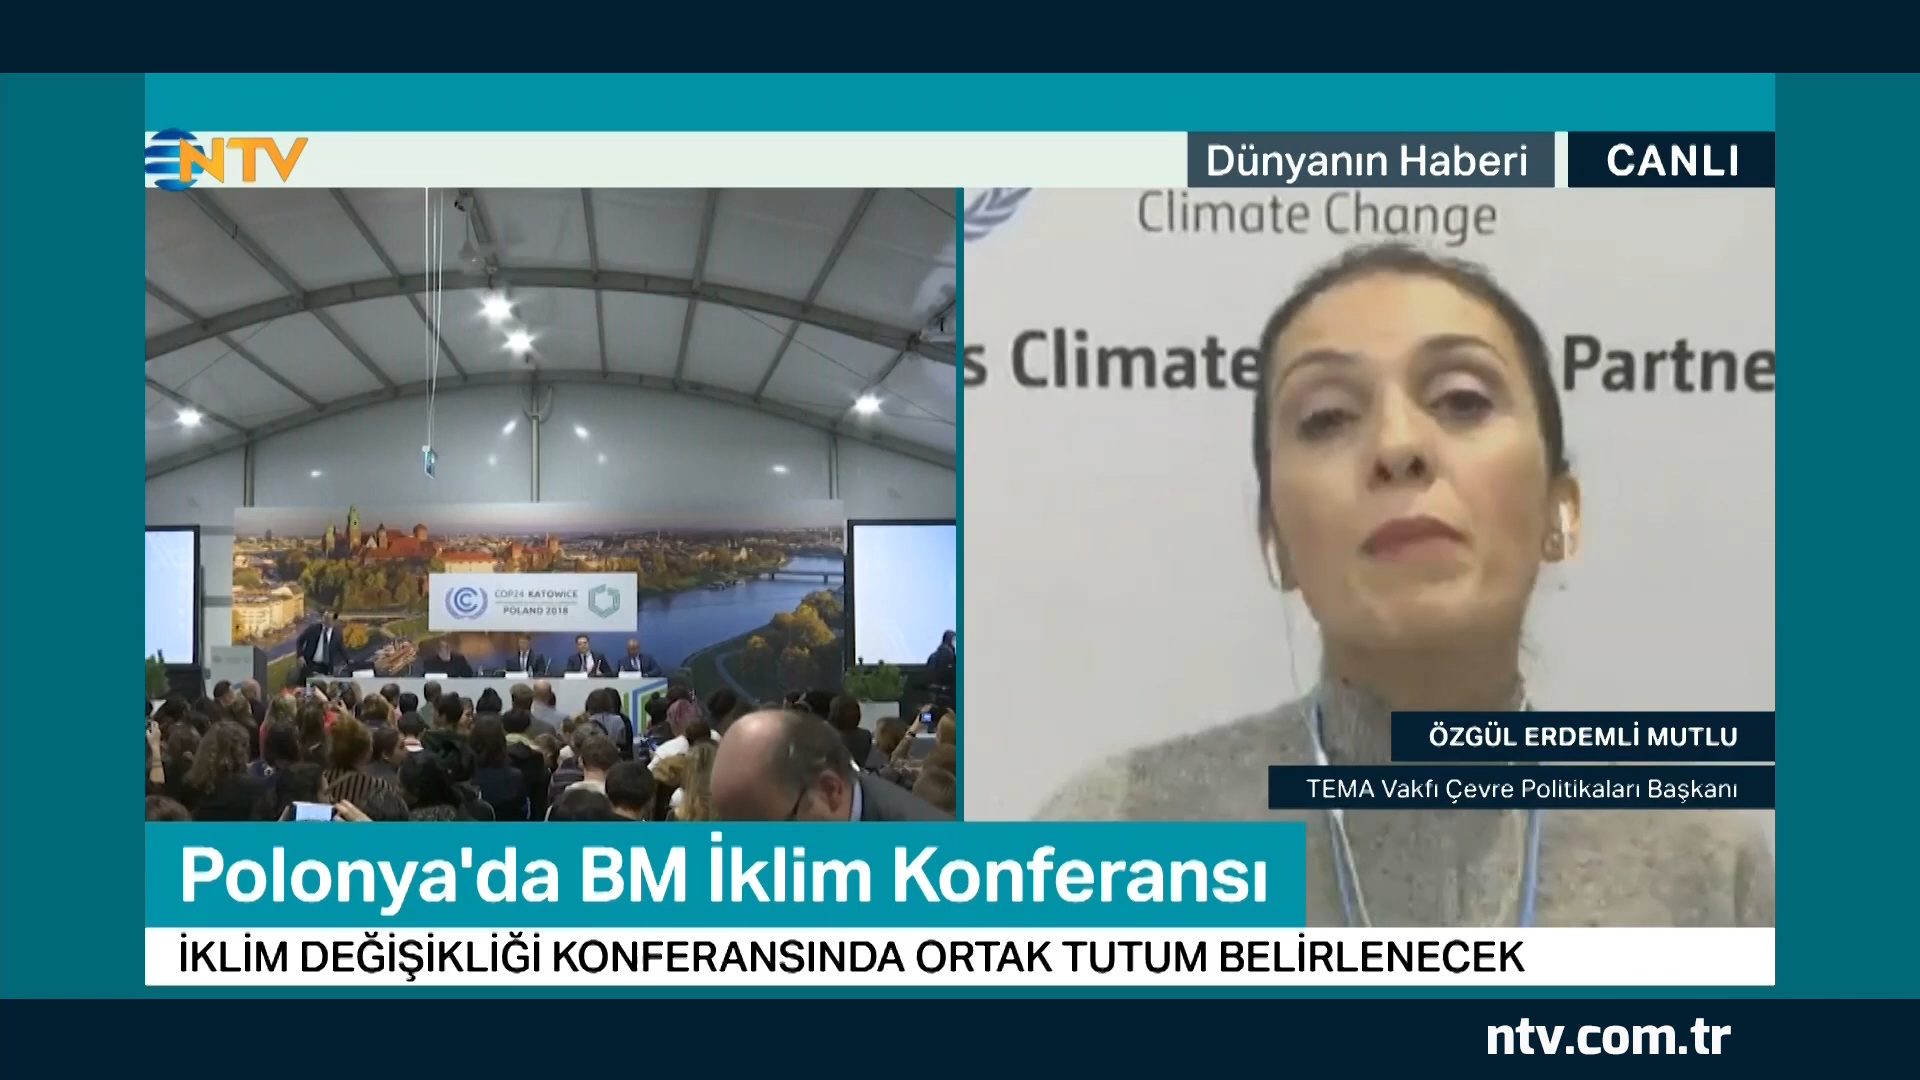 NTV
Dünyanın Haberi
CANLI
Climate Change
s Climate
Partne
COP24·KATOWICE
POLAND 2018
ÖZGÜL ERDEMLİ MUTLU
TEMA Vakfı Çevre Politikaları Başkanı
Polonya'da BM İklim Konferansı
İKLİM DEĞİŞİKLİĞİ KONFERANSINDA ORTAK TUTUM BELİRLENECEK
ntv.com.tr